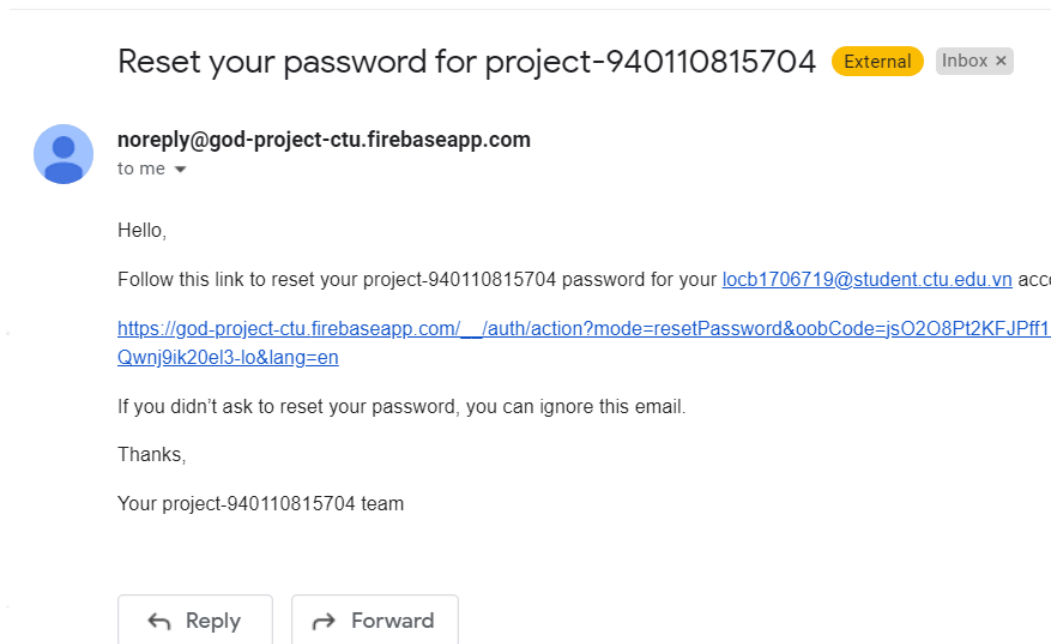 Reset your password for project-940110815704 External Inbox ×
noreply@god-project-ctu.firebaseapp.com
to me
Hello,
Follow this link to reset your project-940110815704 password for your locb1706719@student.ctu.edu.vn
https://god-project-ctu.firebaseapp.com/__/auth/action?mode=resetPassword&oobCode=jsO2O8Pt2KFJPff1
Qwnj9ik20el3-lo&lang=en
If you didn’t ask to reset your password, you can ignore this email.
Thanks,
Your project-940110815704 team
Reply Forward